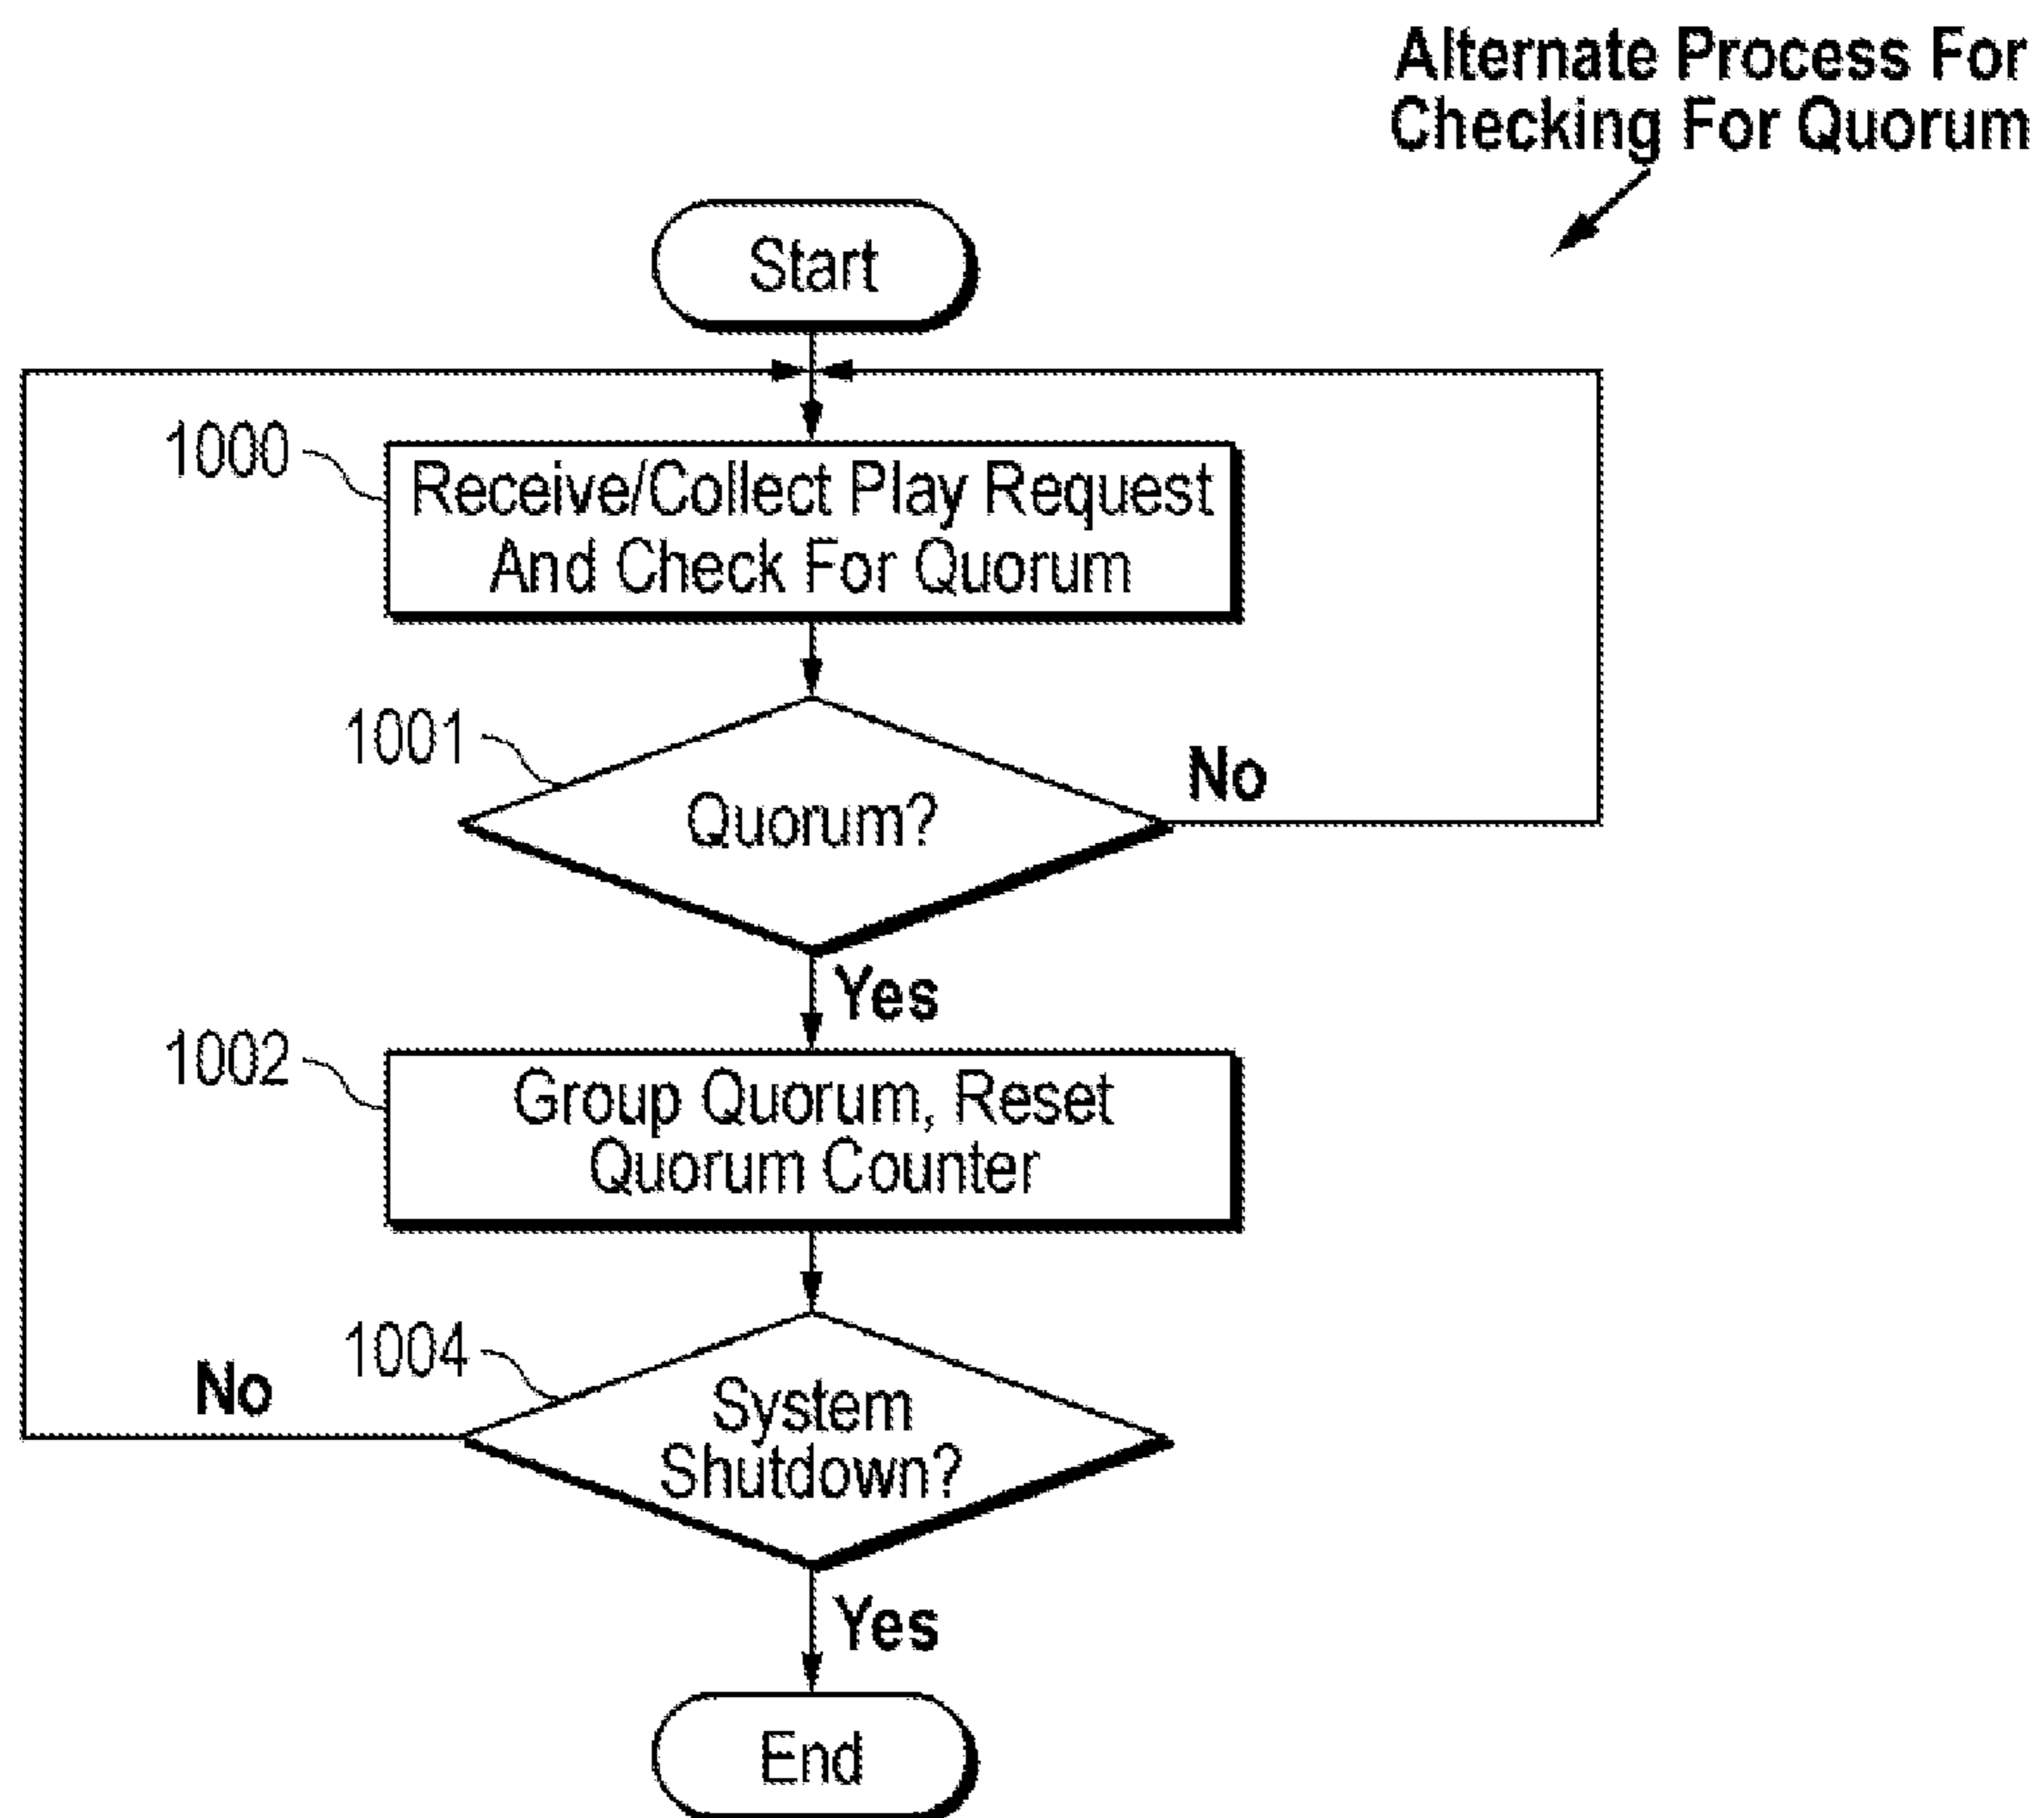 Alternate Process For
Checking For Quorum
Start
1000
Receive/Collect Play Request
And Check For Quorum
1001
Quorum?
No
Yes
1002
Group Quorum, Reset
Quorum Counter
1004
No
System
Shutdown?
Yes
End